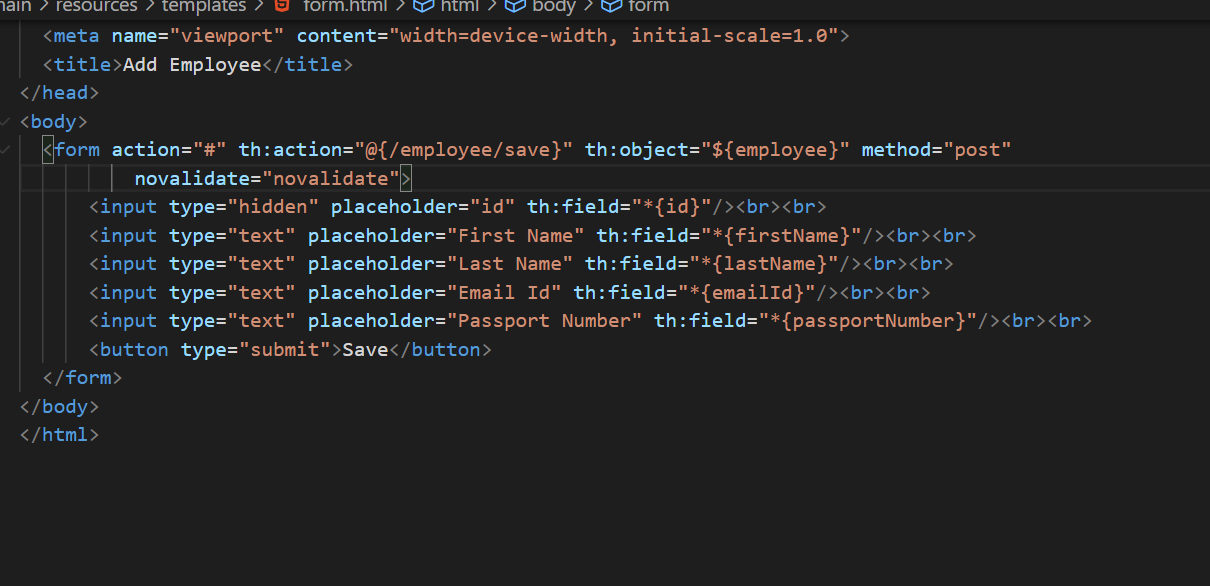 resources > templates > form.html > html > body > form
<meta name="viewport" content="width=device-width, initial-scale=1.0">
<title>Add Employee</title>
</head>
<body>
<form action="#" th:action="@{/employee/save}" th:object="${employee}" method="post"
novalidate="novalidate">
<input type="hidden" placeholder="id" th:field="*{id}"/><br><br>
<input type="text" placeholder="First Name" th:field="*{firstName}"/><br><br>
<input type="text" placeholder="Last Name" th:field="*{lastName}"/><br><br>
<input type="text" placeholder="Email Id" th:field="*{emailId}"/><br><br>
<input type="text" placeholder="Passport Number" th:field="*{passportNumber}"/><br><br>
<button type="submit">Save</button>
</form>
</body>
</html>